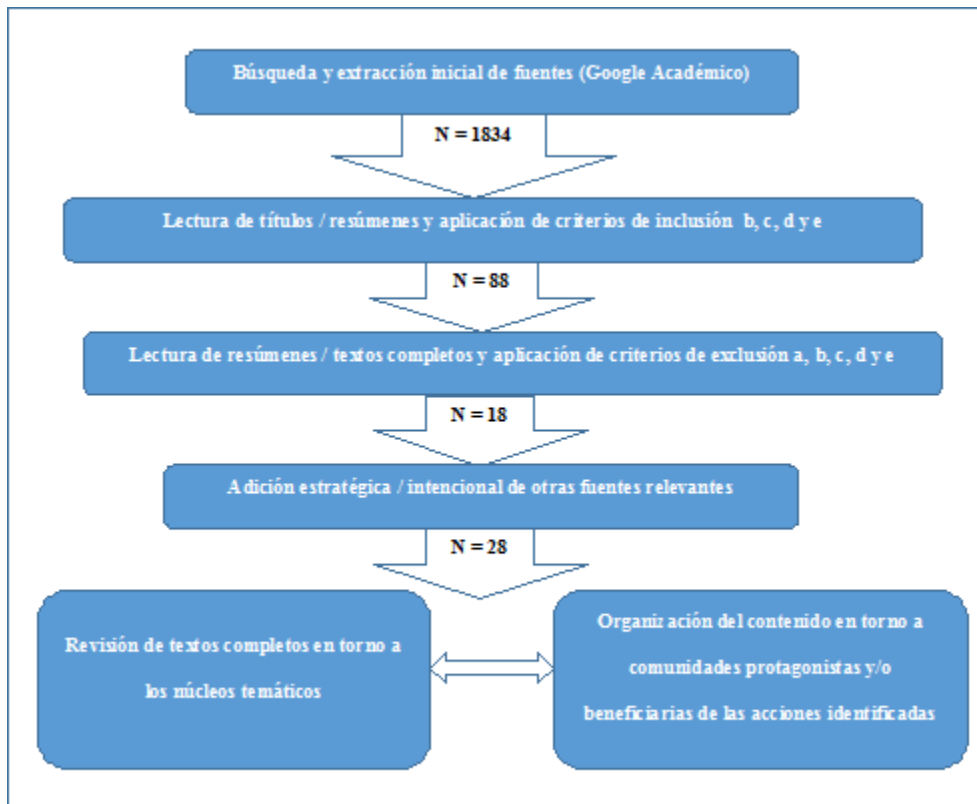 Búsqueda y extracción inicial de fuentes (Google Académico)
N = 1834
Lectura de títulos / resúmenes y aplicación de criterios de inclusión b, c, d y e
N = 88
Lectura de resúmenes / textos completos y aplicación de criterios de exclusión a, b, c, d y e
N = 18
Adición estratégica / intencional de otras fuentes relevantes
N = 28
Revisión de textos completos en torno a
los núcleos temáticos
Organización del contenido en torno a
comunidades protagonistas y/o
beneficiarias de las acciones identificadas